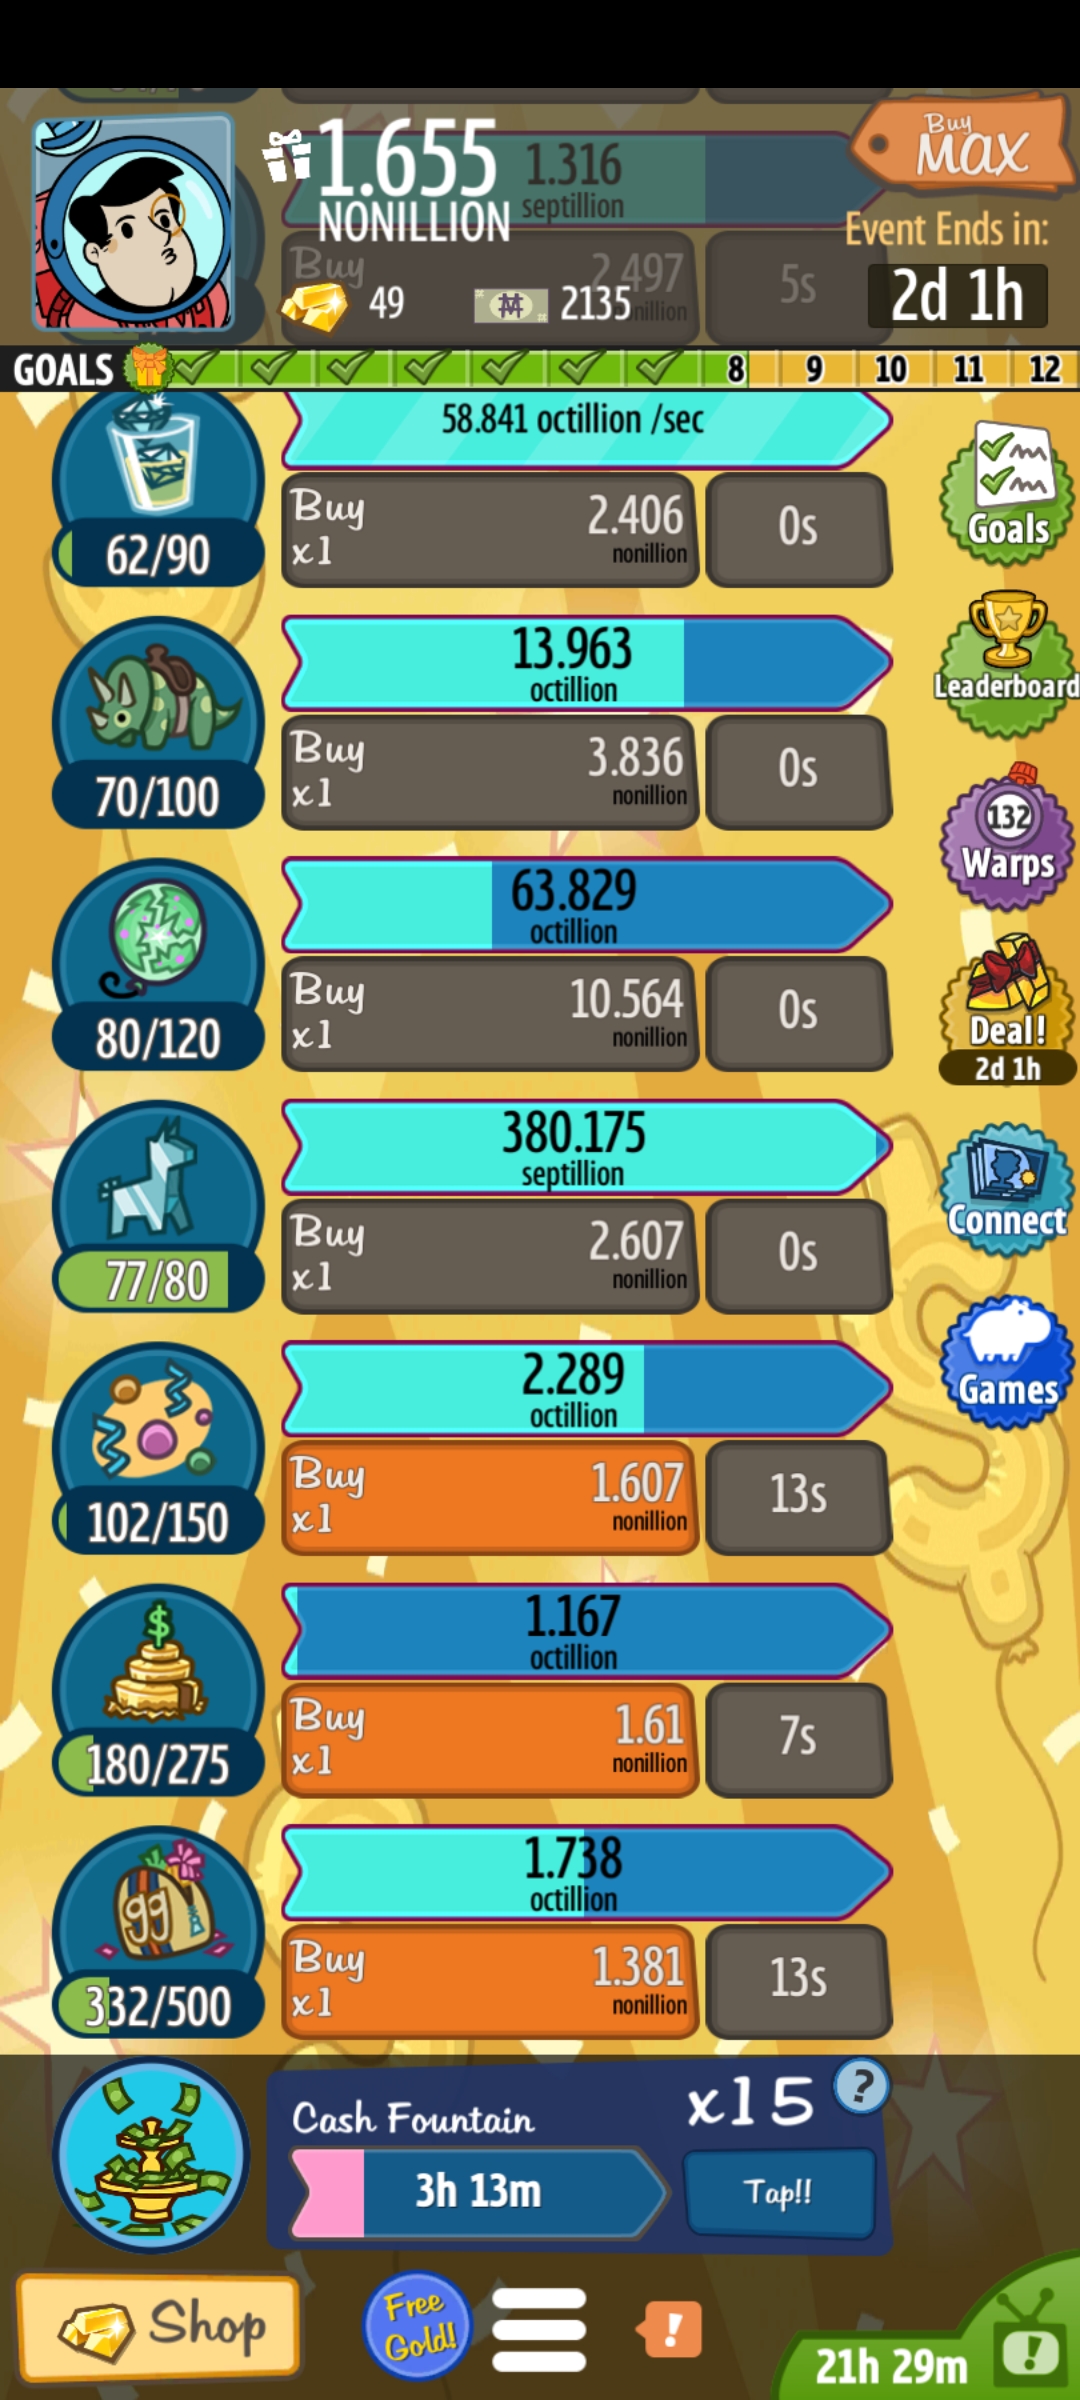 1.655
NONILLION
1.316
septillion
Buy
MAX
Event Ends in:
2d 1h
Buy
2.497
nillion
5s
49
2135
GOALS 8 9 10 11 12
58.841 octillion /sec
Buy
x1
2.406
nonillion
0s
62/90
Goals
13.963
octillion
Buy
x1
3.836
nonillion
0s
70/100
Leaderboard
132
Warps
63.829
octillion
Buy
x1
10.564
nonillion
0s
80/120
Deal!
2d 1h
380.175
septillion
Buy
x1
2.607
nonillion
0s
77/80
Connect
2.289
octillion
Buy
x1
1.607
nonillion
13s
102/150
Games
$
1.167
octillion
Buy
x1
1.61
nonillion
7s
180/275
gg
1.738
octillion
Buy
x1
1.381
nonillion
13s
332/500
Cash Fountain
x15
?
3h 13m
Tap!!
Shop
Free
Gold!
!
21h 29m
!